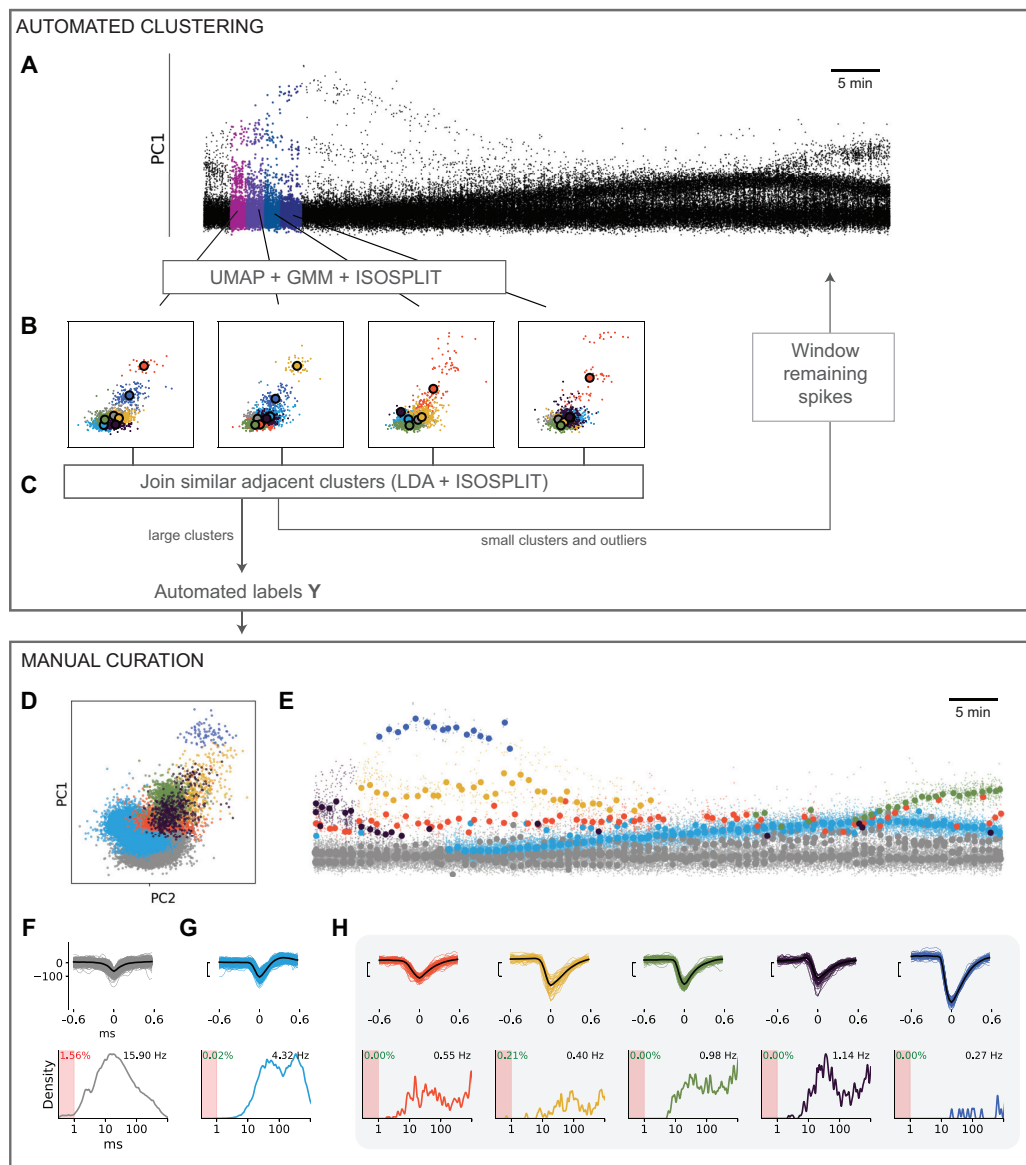 AUTOMATED CLUSTERING
A
5 min
PC1
UMAP + GMM + ISOSPLIT
B
Window
remaining
spikes
C
Join similar adjacent clusters (LDA + ISOSPLIT)
large clusters
small clusters and outliers
Automated labels Y
MANUAL CURATION
D
PC1
PC2
E
5 min
F
0
−100
-0.6 0 0.6
ms
G
-0.6 0 0.6
H
-0.6 0 0.6
-0.6 0 0.6
-0.6 0 0.6
-0.6 0 0.6
-0.6 0 0.6
Density
1.56% 15.90 Hz
1 10 100
ms
0.02% 4.32 Hz
1 10 100
0.00% 0.55 Hz
1 10 100
0.21% 0.40 Hz
1 10 100
0.00% 0.98 Hz
1 10 100
0.00% 1.14 Hz
1 10 100
0.00% 0.27 Hz
1 10 100